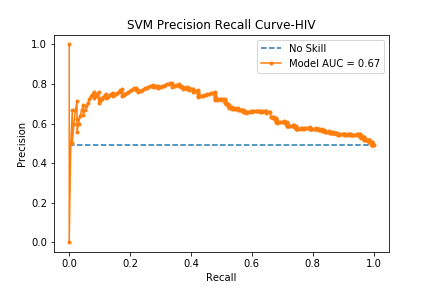 SVM Precision Recall Curve-HIV
No Skill
Model AUC = 0.67
Precision
1.0
0.8
0.6
0.4
0.2
0.0
0.0 0.2 0.4 0.6 0.8 1.0
Recall